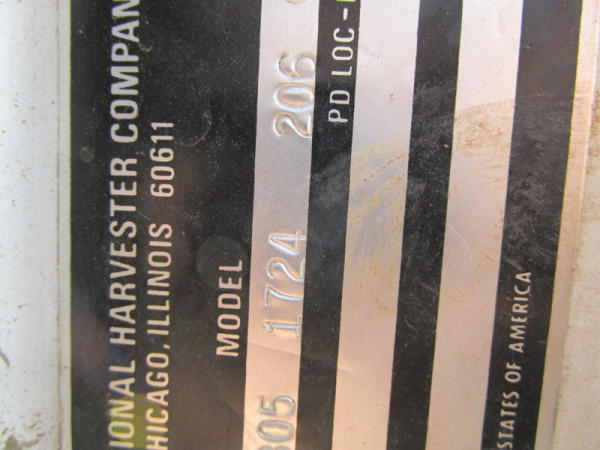 IONAL HARVESTER COMPAN
HICAGO, ILLINOIS 60611
MODEL
305 1724 206
PD LOC-
STATES OF AMERICA